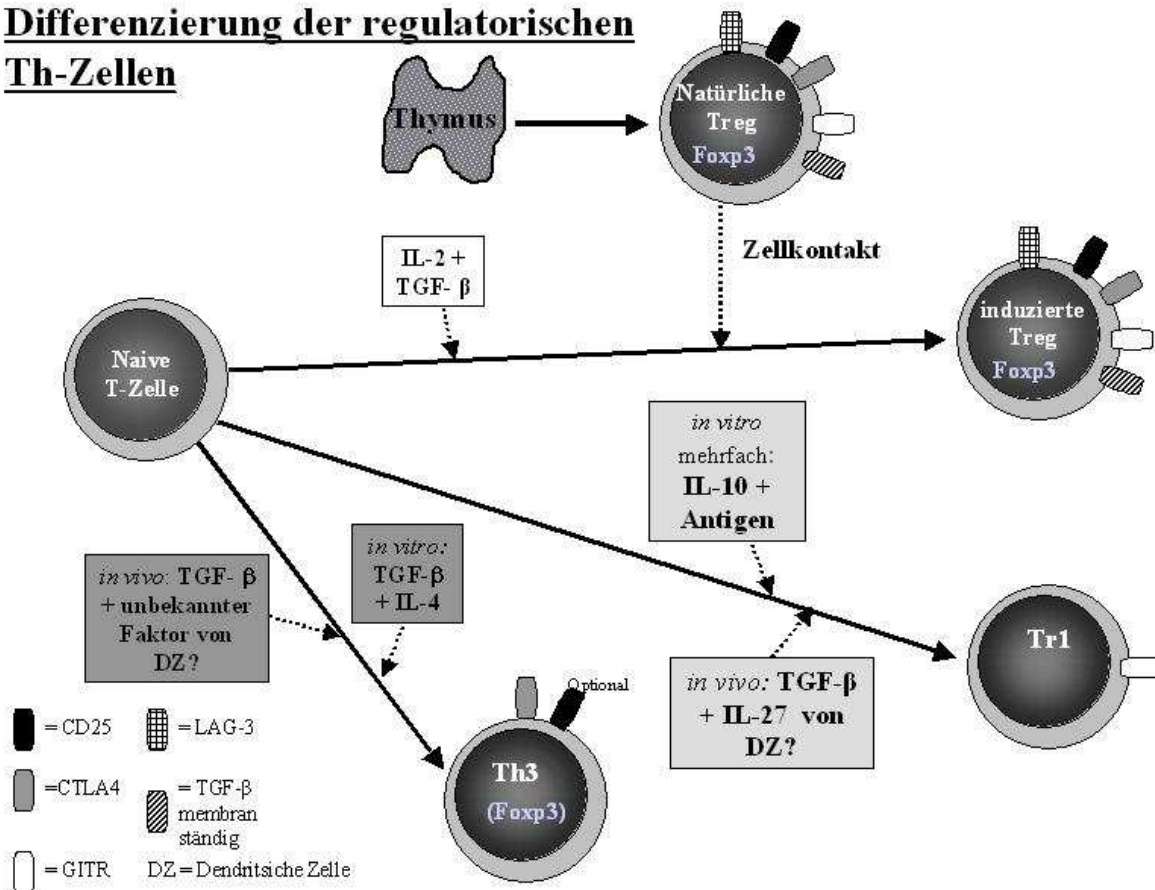 Differenzierung der regulatorischen
Th-Zellen
Thymus
Natürliche
Treg
Foxp3
IL-2 +
TGF- β
Zellkontakt
induzierte
Treg
Foxp3
Naive
T-Zelle
in vitro
mehrfach:
IL-10 +
Antigen
in vitro:
TGF-β
+ IL-4
in vivo: TGF- β
+ unbekannter
Faktor von
DZ?
Tr1
in vivo: TGF-β
+ IL-27 von
DZ?
Optional
Th3
(Foxp3)
= CD25
= LAG-3
=CTLA4
= TGF-β
membran
ständig
= GITR
DZ = Dendritsiche Zelle